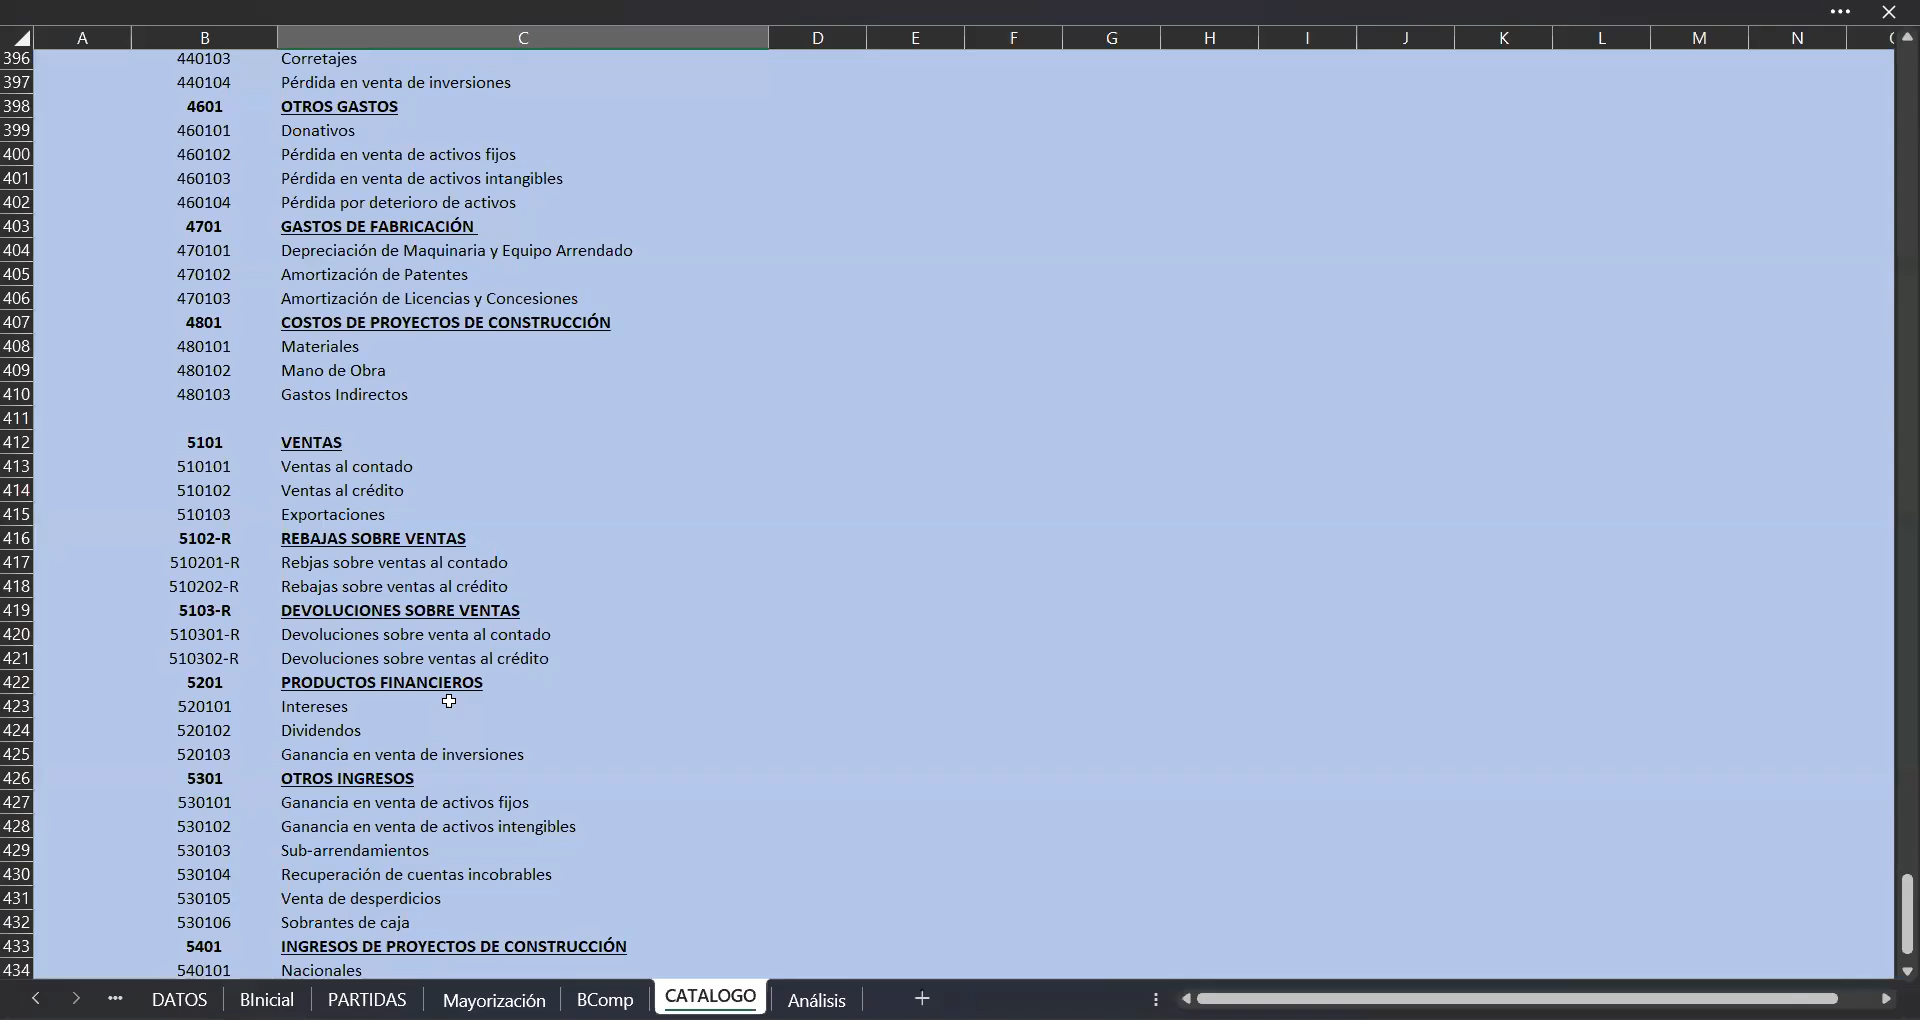 A B C D E F G H I J K L M N
396 440103 Corretajes
397 440104 Pérdida en venta de inversiones
398 4601 OTROS GASTOS
399 460101 Donativos
400 460102 Pérdida en venta de activos fijos
401 460103 Pérdida en venta de activos intangibles
402 460104 Pérdida por deterioro de activos
403 4701 GASTOS DE FABRICACIÓN
404 470101 Depreciación de Maquinaria y Equipo Arrendado
405 470102 Amortización de Patentes
406 470103 Amortización de Licencias y Concesiones
407 4801 COSTOS DE PROYECTOS DE CONSTRUCCIÓN
408 480101 Materiales
409 480102 Mano de Obra
410 480103 Gastos Indirectos
411
412 5101 VENTAS
413 510101 Ventas al contado
414 510102 Ventas al crédito
415 510103 Exportaciones
416 5102-R REBAJAS SOBRE VENTAS
417 510201-R Rebjas sobre ventas al contado
418 510202-R Rebajas sobre ventas al crédito
419 5103-R DEVOLUCIONES SOBRE VENTAS
420 510301-R Devoluciones sobre venta al contado
421 510302-R Devoluciones sobre ventas al crédito
422 5201 PRODUCTOS FINANCIEROS
423 520101 Intereses
424 520102 Dividendos
425 520103 Ganancia en venta de inversiones
426 5301 OTROS INGRESOS
427 530101 Ganancia en venta de activos fijos
428 530102 Ganancia en venta de activos intengibles
429 530103 Sub-arrendamientos
430 530104 Recuperación de cuentas incobrables
431 530105 Venta de desperdicios
432 530106 Sobrantes de caja
433 5401 INGRESOS DE PROYECTOS DE CONSTRUCCIÓN
434 540101 Nacionales
DATOS BInicial PARTIDAS Mayorización BComp CATALOGO Análisis